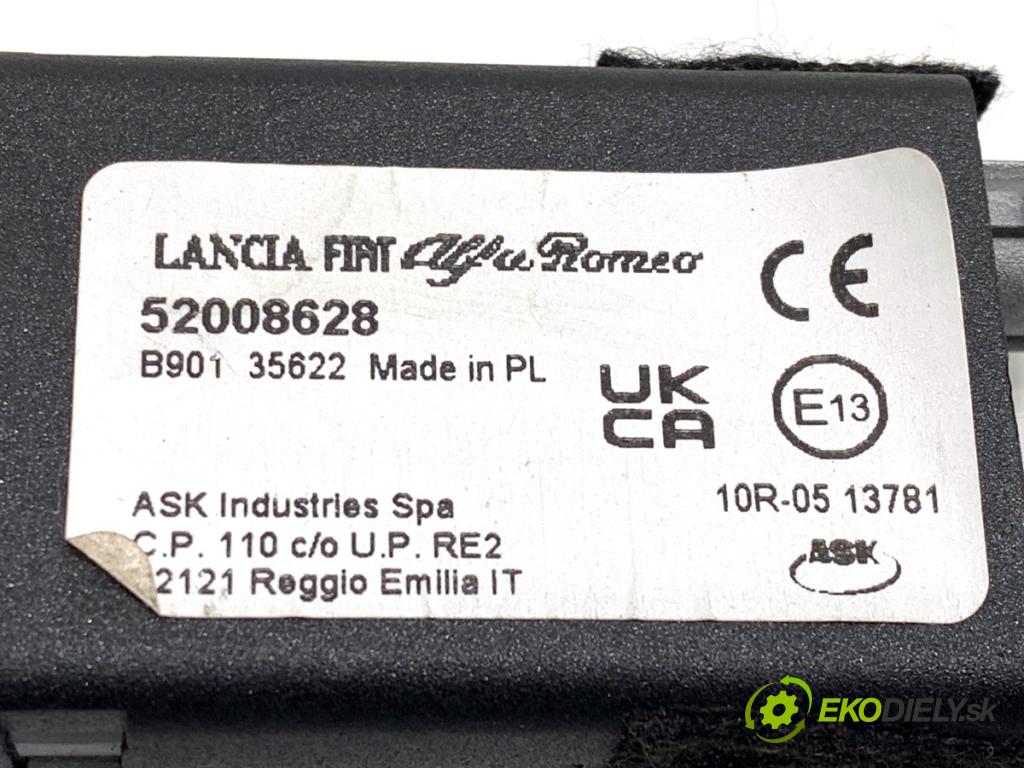 LANCIA FIAT Alfa Romeo
CE
52008628
B901 35622 Made in PL
UK
CA
E13
10R-05 13781
ASK Industries Spa
C.P. 110 c/o U.P. RE2
2121 Reggio Emilia IT
ASK
EKODIELY.sk